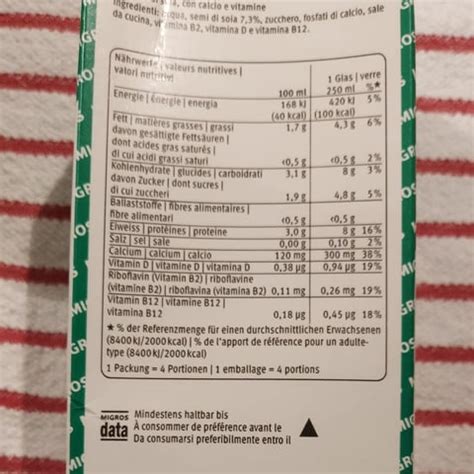 con calcio e vitamine
Ingredienti: acqua, semi di soia 7,3%, zucchero, fosfati di calcio, sale
da cucina, vitamina B2, vitamina D e vitamina B12.
Nährwerte | valeurs nutritives |
valori nutritivi
1 Glas | verre
100 ml 250 ml %★
Energie | énergie | energia 168 kJ 420 kJ 5%
(40 kcal) (100 kcal)
Fett | matières grasses | grassi 1,7 g 4,3 g 6%
davon gesättigte Fettsäuren |
dont acides gras saturés |
di cui acidi grassi saturi <0,5 g <0,5 g 2%
Kohlenhydrate | glucides | carboidrati 3,1 g 8 g 3%
davon Zucker | dont sucres |
di cui zuccheri 1,9 g 4,8 g 5%
Ballaststoffe | fibres alimentaires |
fibre alimentari <0,5 g <0,5 g
Eiweiss | protéines | proteine 3,0 g 8 g 16%
Salz | sel | sale 0,00 g 0,10 g 2%
Calcium | calcium | calcio 120 mg 300 mg 38%
Vitamin D | vitamine D | vitamina D 0,38 µg 0,94 µg 19%
Riboflavin (Vitamin B2) | riboflavine
(vitamine B2) | riboflavina (vitamina B2) 0,11 mg 0,26 mg 19%
Vitamin B12 | vitamine B12 |
vitamina B12 0,18 µg 0,45 µg 18%
★ % der Referenzmenge für einen durchschnittlichen Erwachsenen
(8400 kJ/2000 kcal) | % de l'apport de référence pour un adulte-
type (8400 kJ/2000 kcal)
1 Packung = 4 Portionen | 1 emballage = 4 portions
MIGROS
data
Mindestens haltbar bis
À consommer de préférence avant le
Da consumarsi preferibilmente entro il